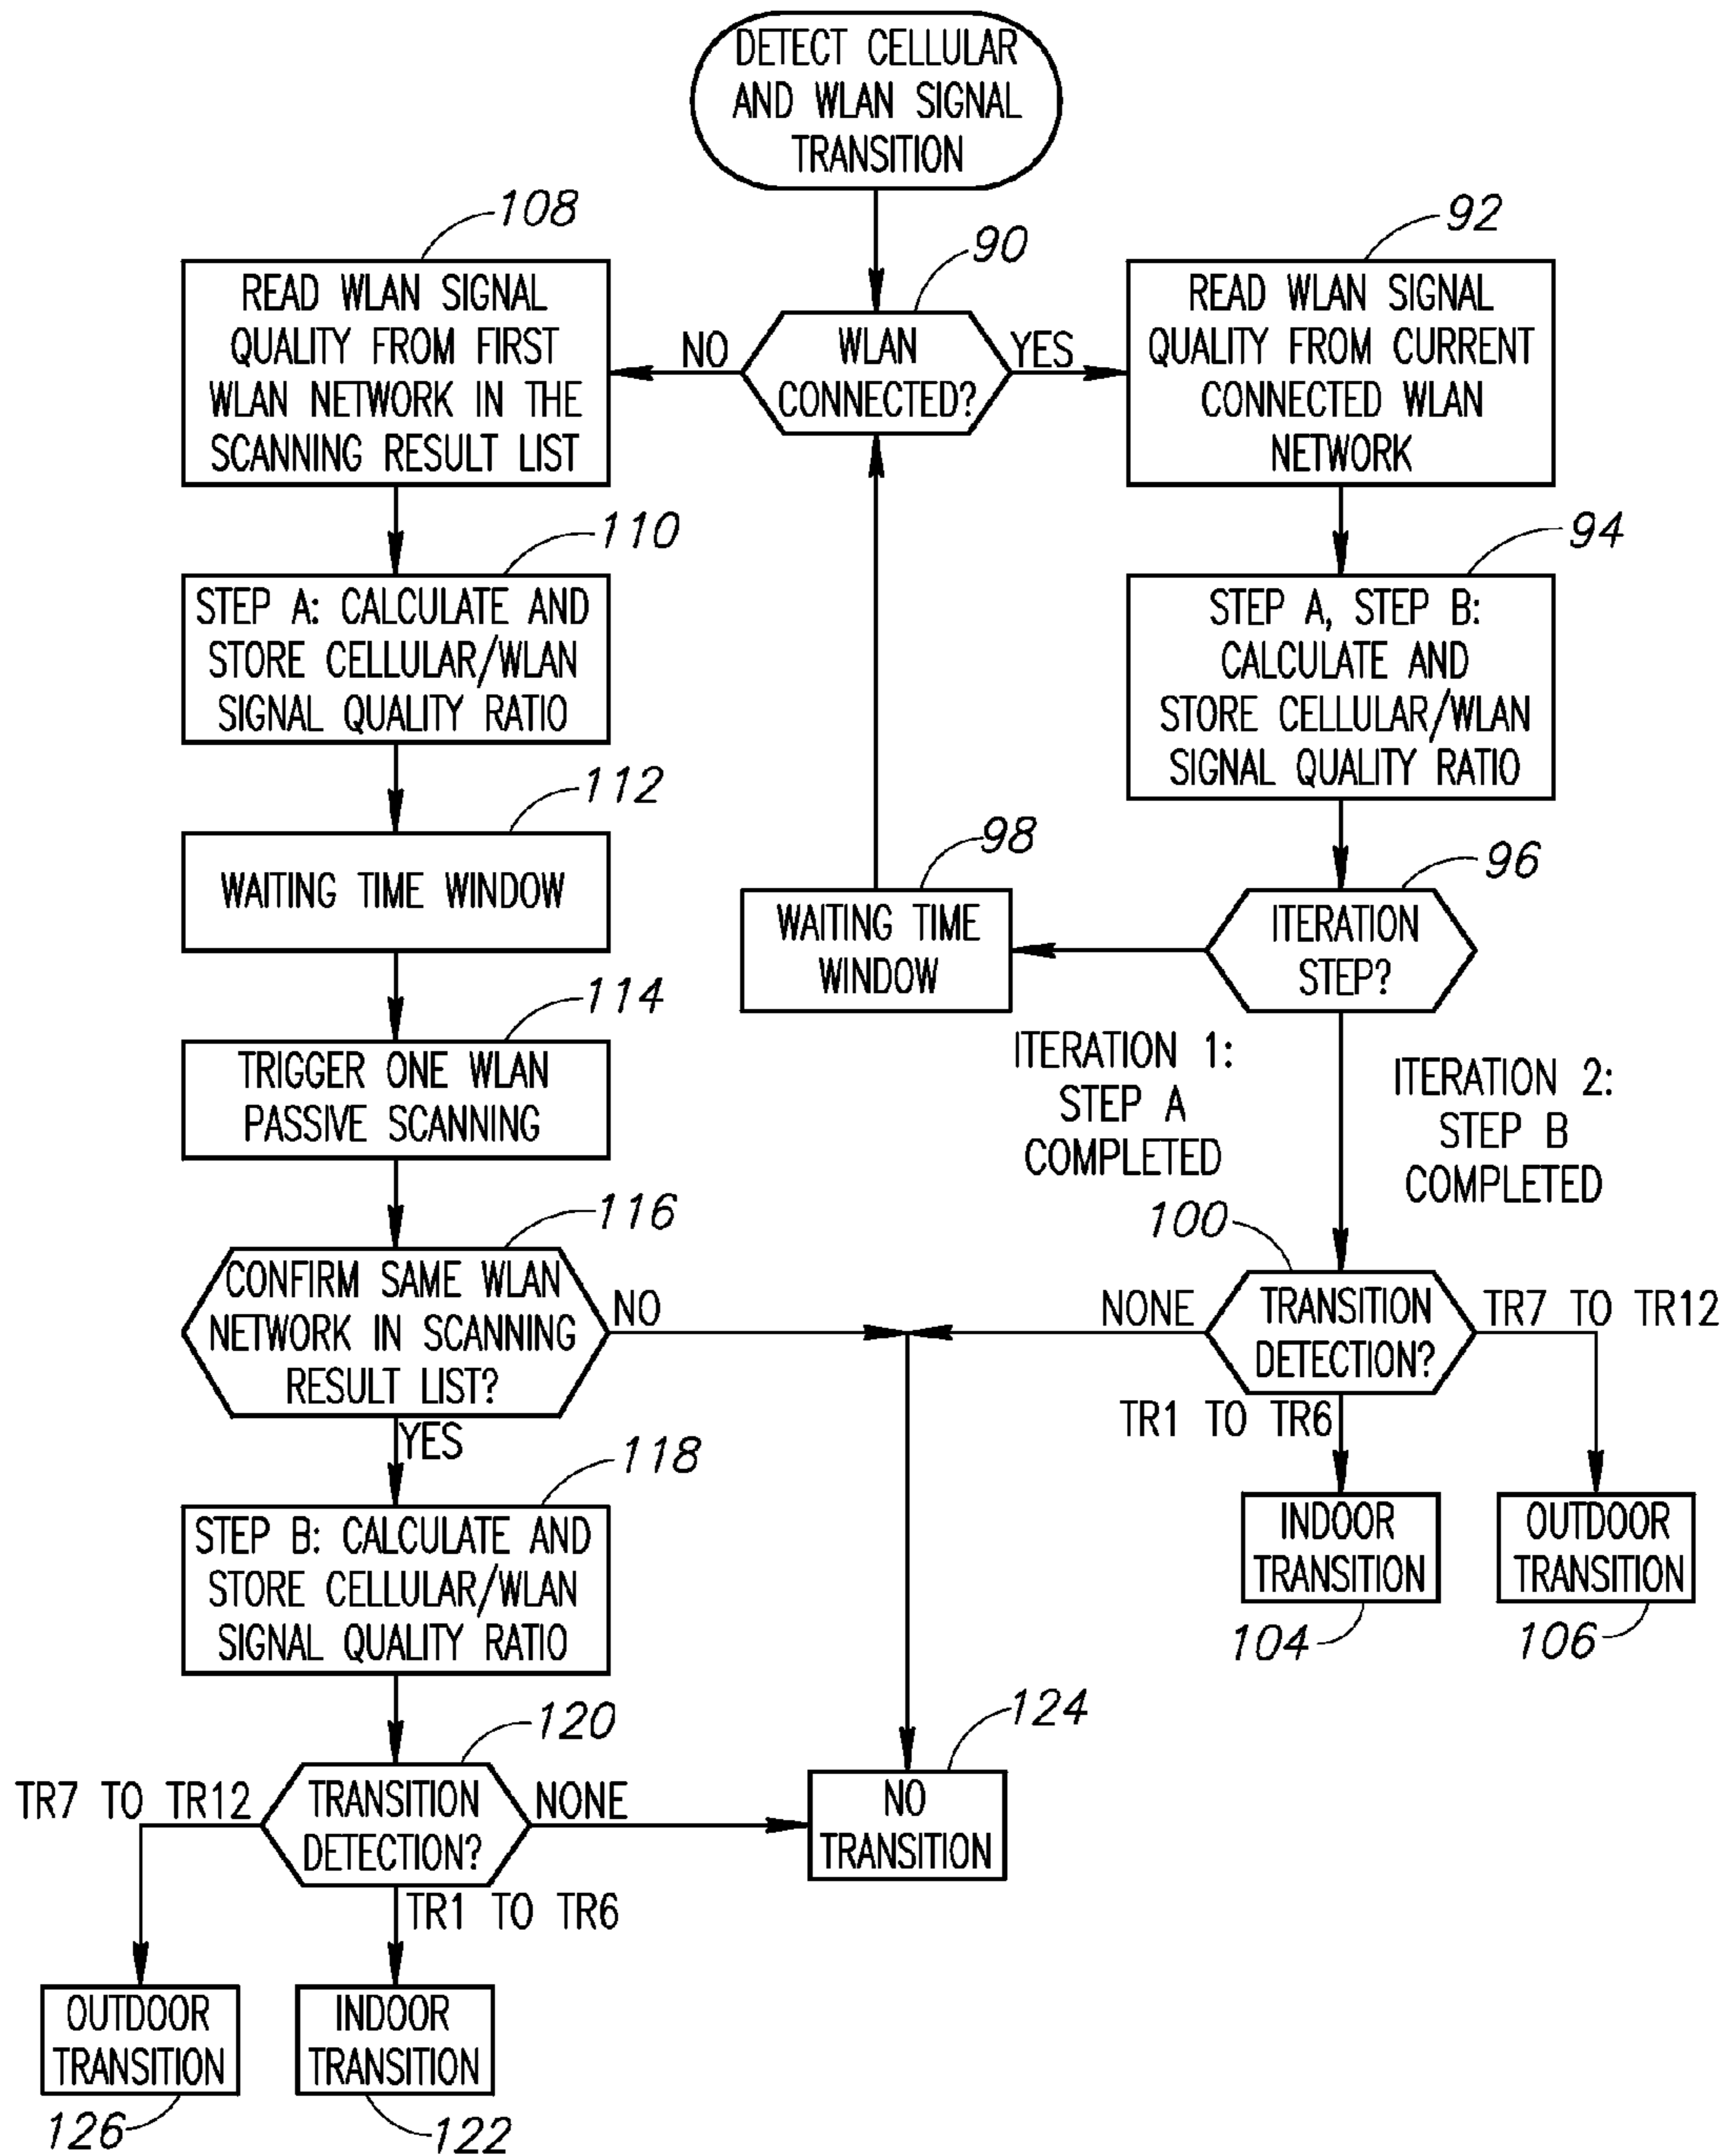 DETECT CELLULAR
AND WLAN SIGNAL
TRANSITION
108
READ WLAN SIGNAL
QUALITY FROM FIRST
WLAN NETWORK IN THE
SCANNING RESULT LIST
NO
90
WLAN
CONNECTED?
YES
92
READ WLAN SIGNAL
QUALITY FROM CURRENT
CONNECTED WLAN
NETWORK
110
STEP A: CALCULATE AND
STORE CELLULAR/WLAN
SIGNAL QUALITY RATIO
94
STEP A, STEP B:
CALCULATE AND
STORE CELLULAR/WLAN
SIGNAL QUALITY RATIO
112
WAITING TIME WINDOW
98
WAITING TIME
WINDOW
96
ITERATION
STEP?
114
TRIGGER ONE WLAN
PASSIVE SCANNING
ITERATION 1:
STEP A
COMPLETED
ITERATION 2:
STEP B
COMPLETED
116
CONFIRM SAME WLAN
NETWORK IN SCANNING
RESULT LIST?
NO
YES
100
NONE
TRANSITION
DETECTION?
TR7 TO TR12
TR1 TO TR6
118
STEP B: CALCULATE AND
STORE CELLULAR/WLAN
SIGNAL QUALITY RATIO
INDOOR
TRANSITION
104
OUTDOOR
TRANSITION
106
120
TR7 TO TR12
TRANSITION
DETECTION?
NONE
TR1 TO TR6
124
NO
TRANSITION
OUTDOOR
TRANSITION
126
INDOOR
TRANSITION
122